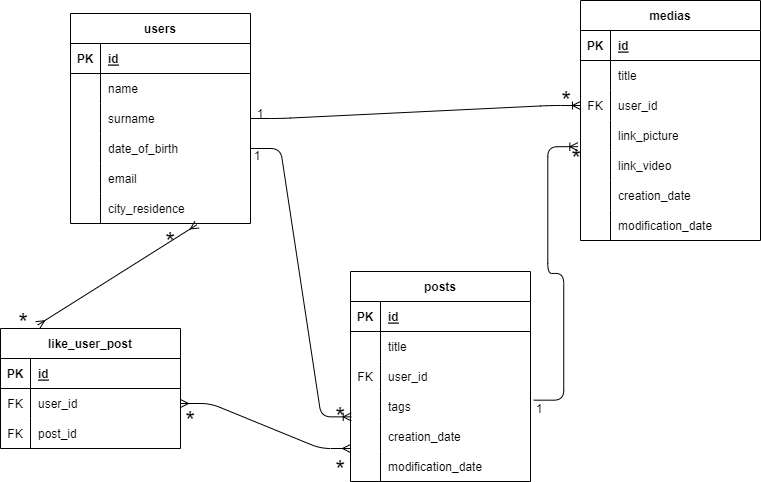 users
PK id
name
surname
date_of_birth
email
city_residence
medias
PK id
title
FK user_id
link_picture
link_video
creation_date
modification_date
1
*
1
*
*
*
like_user_post
PK id
FK user_id
FK post_id
posts
PK id
title
FK user_id
tags
creation_date
modification_date
*
1
*
*